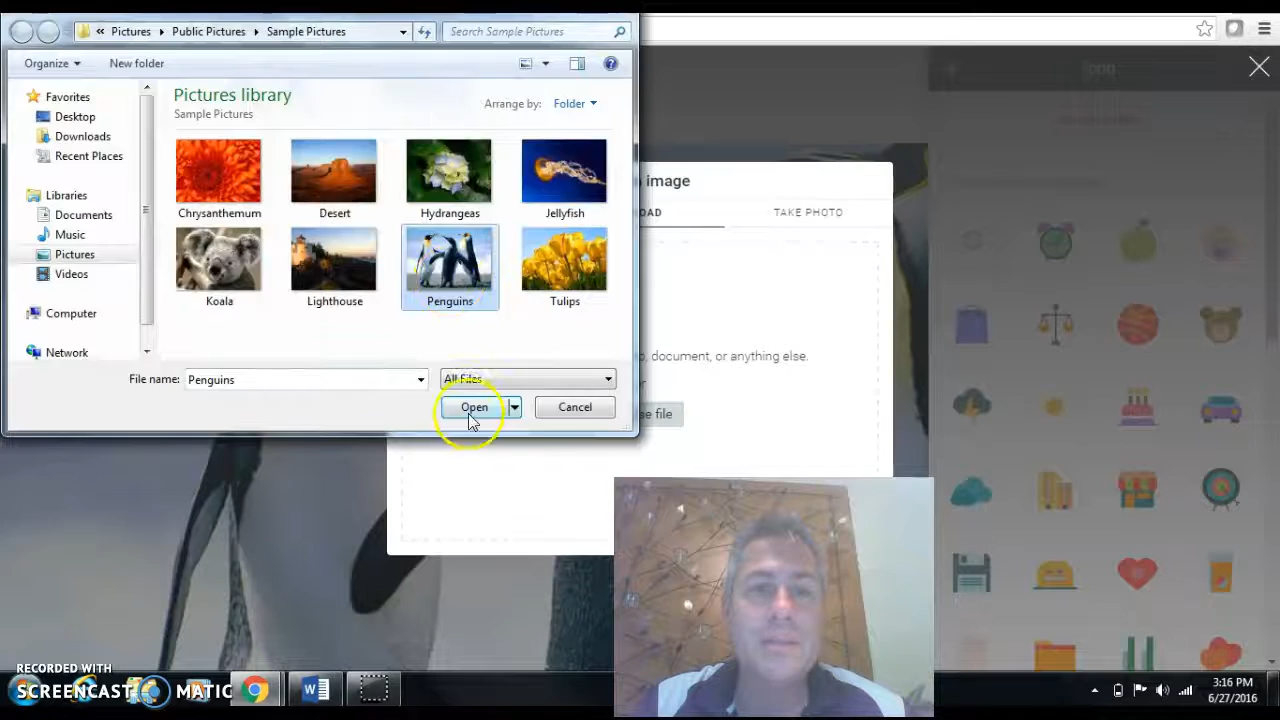 « Pictures Public Pictures Sample Pictures Search Sample Pictures
Organize New folder
Favorites
Desktop
Downloads
Recent Places
Libraries
Documents
Music
Pictures
Videos
Computer
Network
Pictures library
Sample Pictures
Arrange by: Folder
Chrysanthemum Desert Hydrangeas Jellyfish
Koala Lighthouse Penguins Tulips
File name: Penguins All Files
Open Cancel
image
TAKE PHOTO
document, or anything else.
file
RECORDED WITH
SCREENCAST MATIC
3:16 PM
6/27/2016